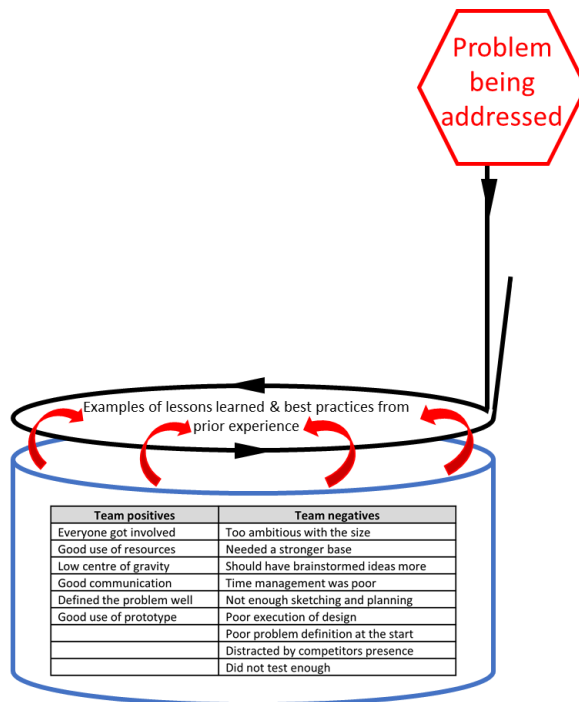 Problem
being
addressed
Examples of lessons learned & best practices from
prior experience
Team positives Team negatives
Everyone got involved Too ambitious with the size
Good use of resources Needed a stronger base
Low centre of gravity Should have brainstormed ideas more
Good communication Time management was poor
Defined the problem well Not enough sketching and planning
Good use of prototype Poor execution of design
Poor problem definition at the start
Distracted by competitors presence
Did not test enough